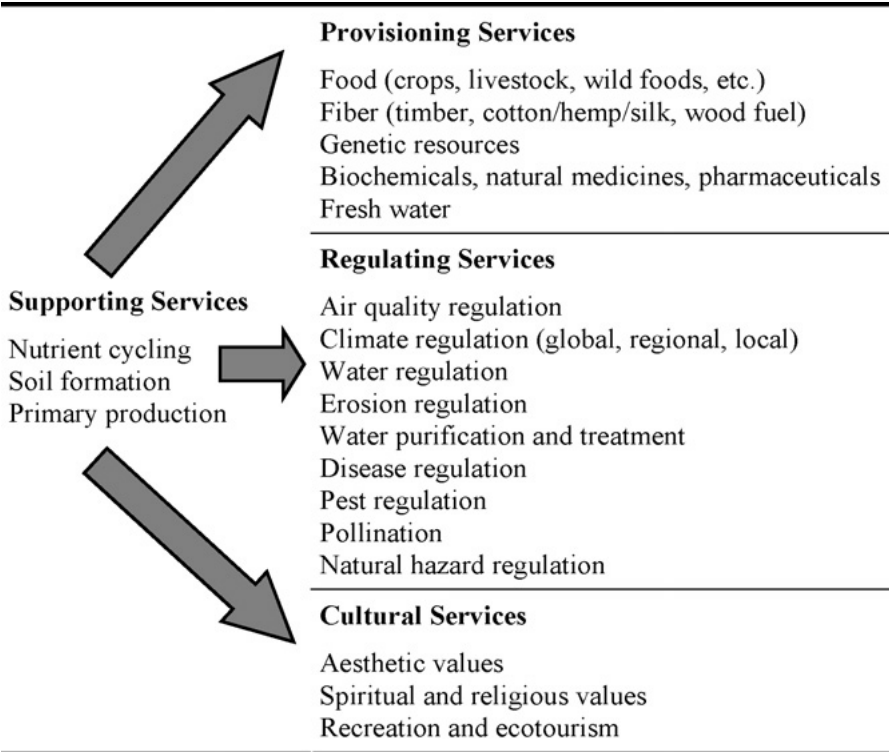 Provisioning Services
Food (crops, livestock, wild foods, etc.)
Fiber (timber, cotton/hemp/silk, wood fuel)
Genetic resources
Biochemicals, natural medicines, pharmaceuticals
Fresh water
Supporting Services
Nutrient cycling
Soil formation
Primary production
Regulating Services
Air quality regulation
Climate regulation (global, regional, local)
Water regulation
Erosion regulation
Water purification and treatment
Disease regulation
Pest regulation
Pollination
Natural hazard regulation
Cultural Services
Aesthetic values
Spiritual and religious values
Recreation and ecotourism